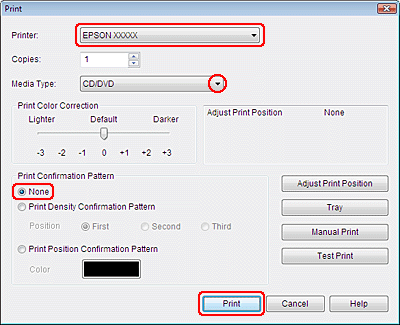 Print
Printer: EPSON XXXXX
Copies: 1
Media Type: CD/DVD
Print Color Correction
Lighter Default Darker
-3 -2 -1 0 +1 +2 +3
Adjust Print Position None
Print Confirmation Pattern
None
Print Density Confirmation Pattern
Position First Second Third
Print Position Confirmation Pattern
Color
Adjust Print Position
Tray
Manual Print
Test Print
Print Cancel Help